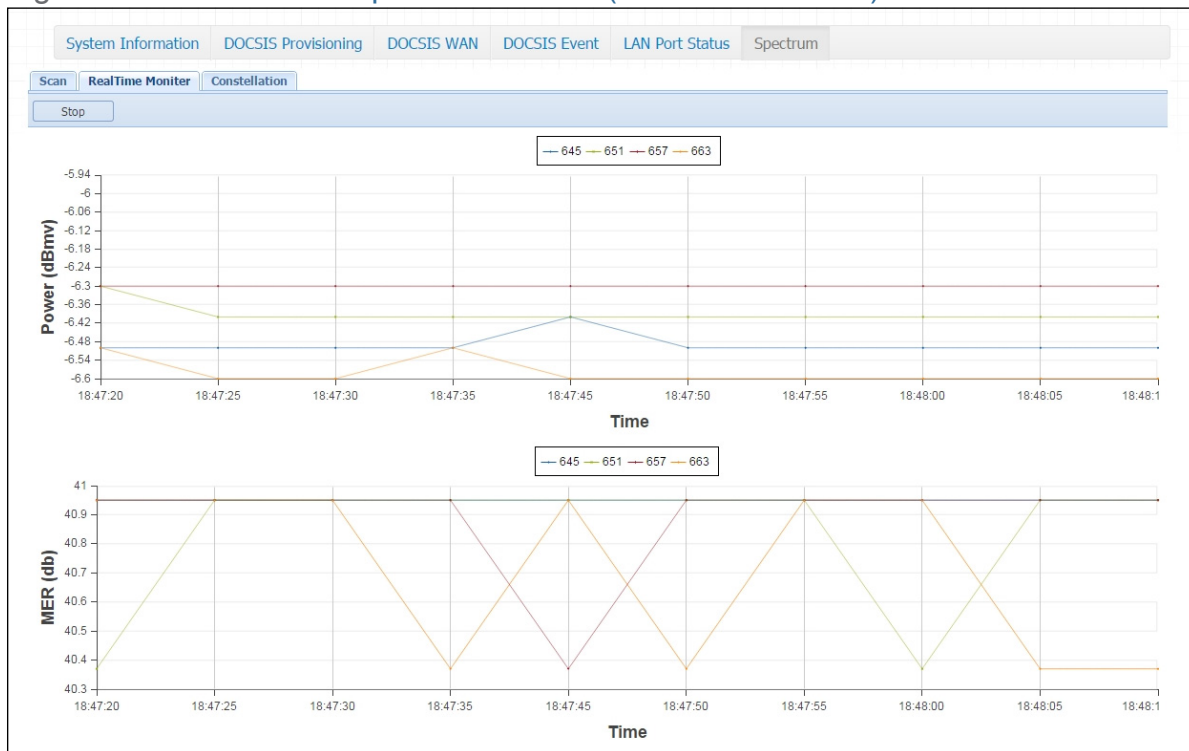 System Information DOCSIS Provisioning DOCSIS WAN DOCSIS Event LAN Port Status Spectrum
Scan RealTime Moniter Constellation
Stop
645 651 657 663
Power (dBmv)
-5.94
-6
-6.06
-6.12
-6.18
-6.24
-6.3
-6.36
-6.42
-6.48
-6.54
-6.6
18:47:20 18:47:25 18:47:30 18:47:35 18:47:45 18:47:50 18:47:55 18:48:00 18:48:05 18:48:1
Time
645 651 657 663
MER (db)
41
40.9
40.8
40.7
40.6
40.5
40.4
40.3
18:47:20 18:47:25 18:47:30 18:47:35 18:47:45 18:47:50 18:47:55 18:48:00 18:48:05 18:48:1
Time